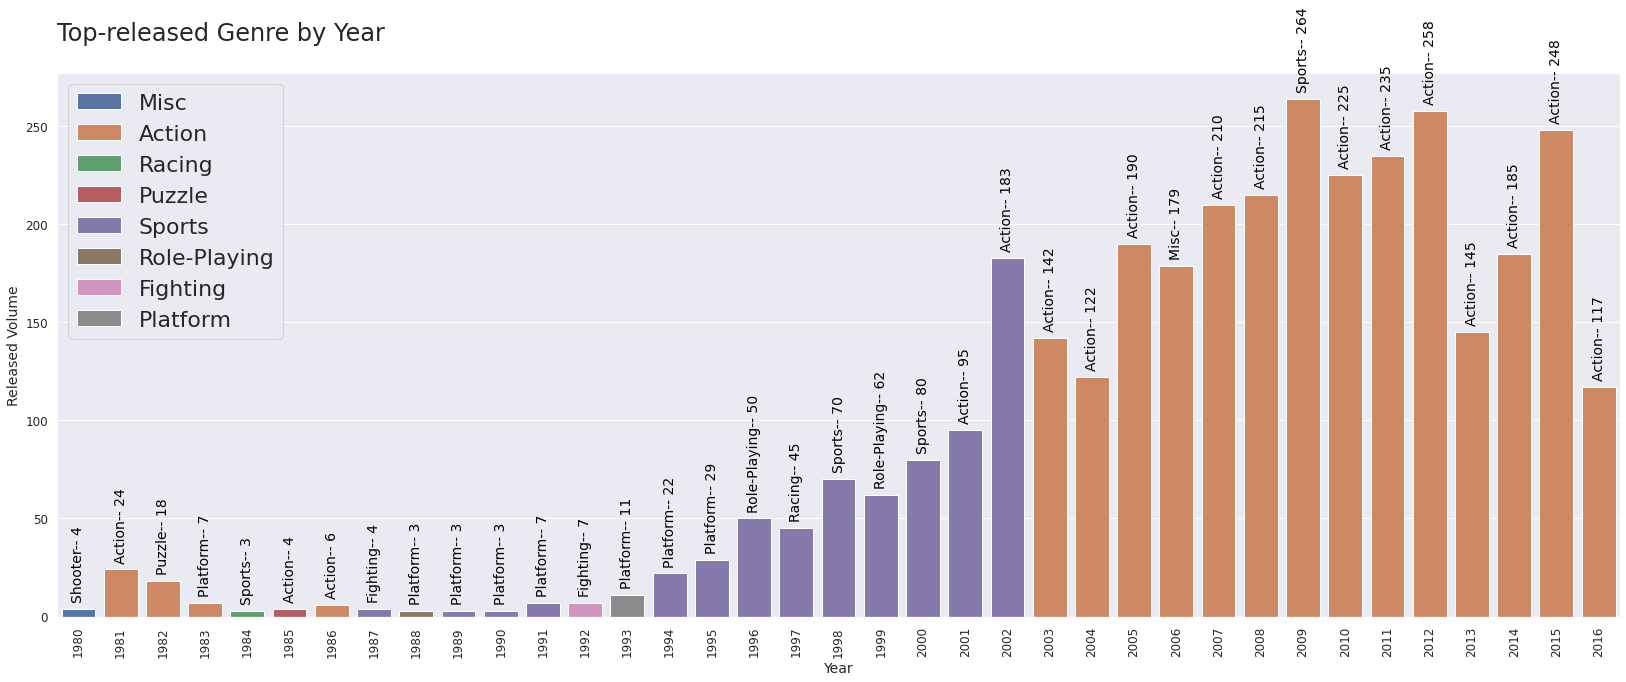 Top-released Genre by Year
Misc
Action
Racing
Puzzle
Sports
Role-Playing
Fighting
Platform
Released Volume
250
200
150
100
50
0
Shooter-- 4
Action-- 24
Puzzle-- 18
Platform-- 7
Sports-- 3
Action-- 4
Action-- 6
Fighting-- 4
Platform-- 3
Platform-- 3
Platform-- 3
Platform-- 7
Fighting-- 7
Platform-- 11
Platform-- 22
Platform-- 29
Role-Playing-- 50
Racing-- 45
Sports-- 70
Role-Playing-- 62
Sports-- 80
Action-- 95
Action-- 183
Action-- 142
Action-- 122
Action-- 190
Misc-- 179
Action-- 210
Action-- 215
Sports-- 264
Action-- 225
Action-- 235
Action-- 258
Action-- 145
Action-- 185
Action-- 248
Action-- 117
1980
1981
1982
1983
1984
1985
1986
1987
1988
1989
1990
1991
1992
1993
1994
1995
1996
1997
1998
1999
2000
2001
2002
2003
2004
2005
2006
2007
2008
2009
2010
2011
2012
2013
2014
2015
2016
Year